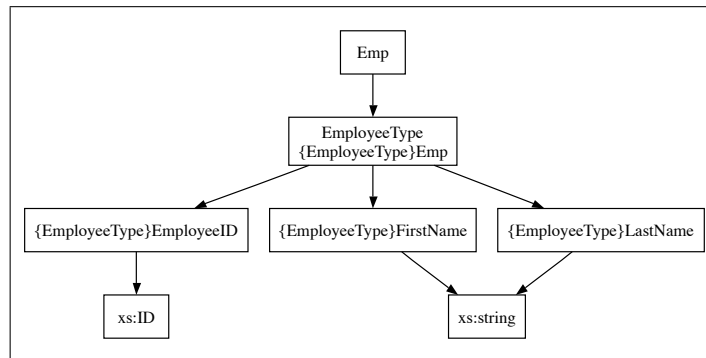 Emp
EmployeeType
{EmployeeType}Emp
{EmployeeType}EmployeeID
{EmployeeType}FirstName
{EmployeeType}LastName
xs:ID
xs:string